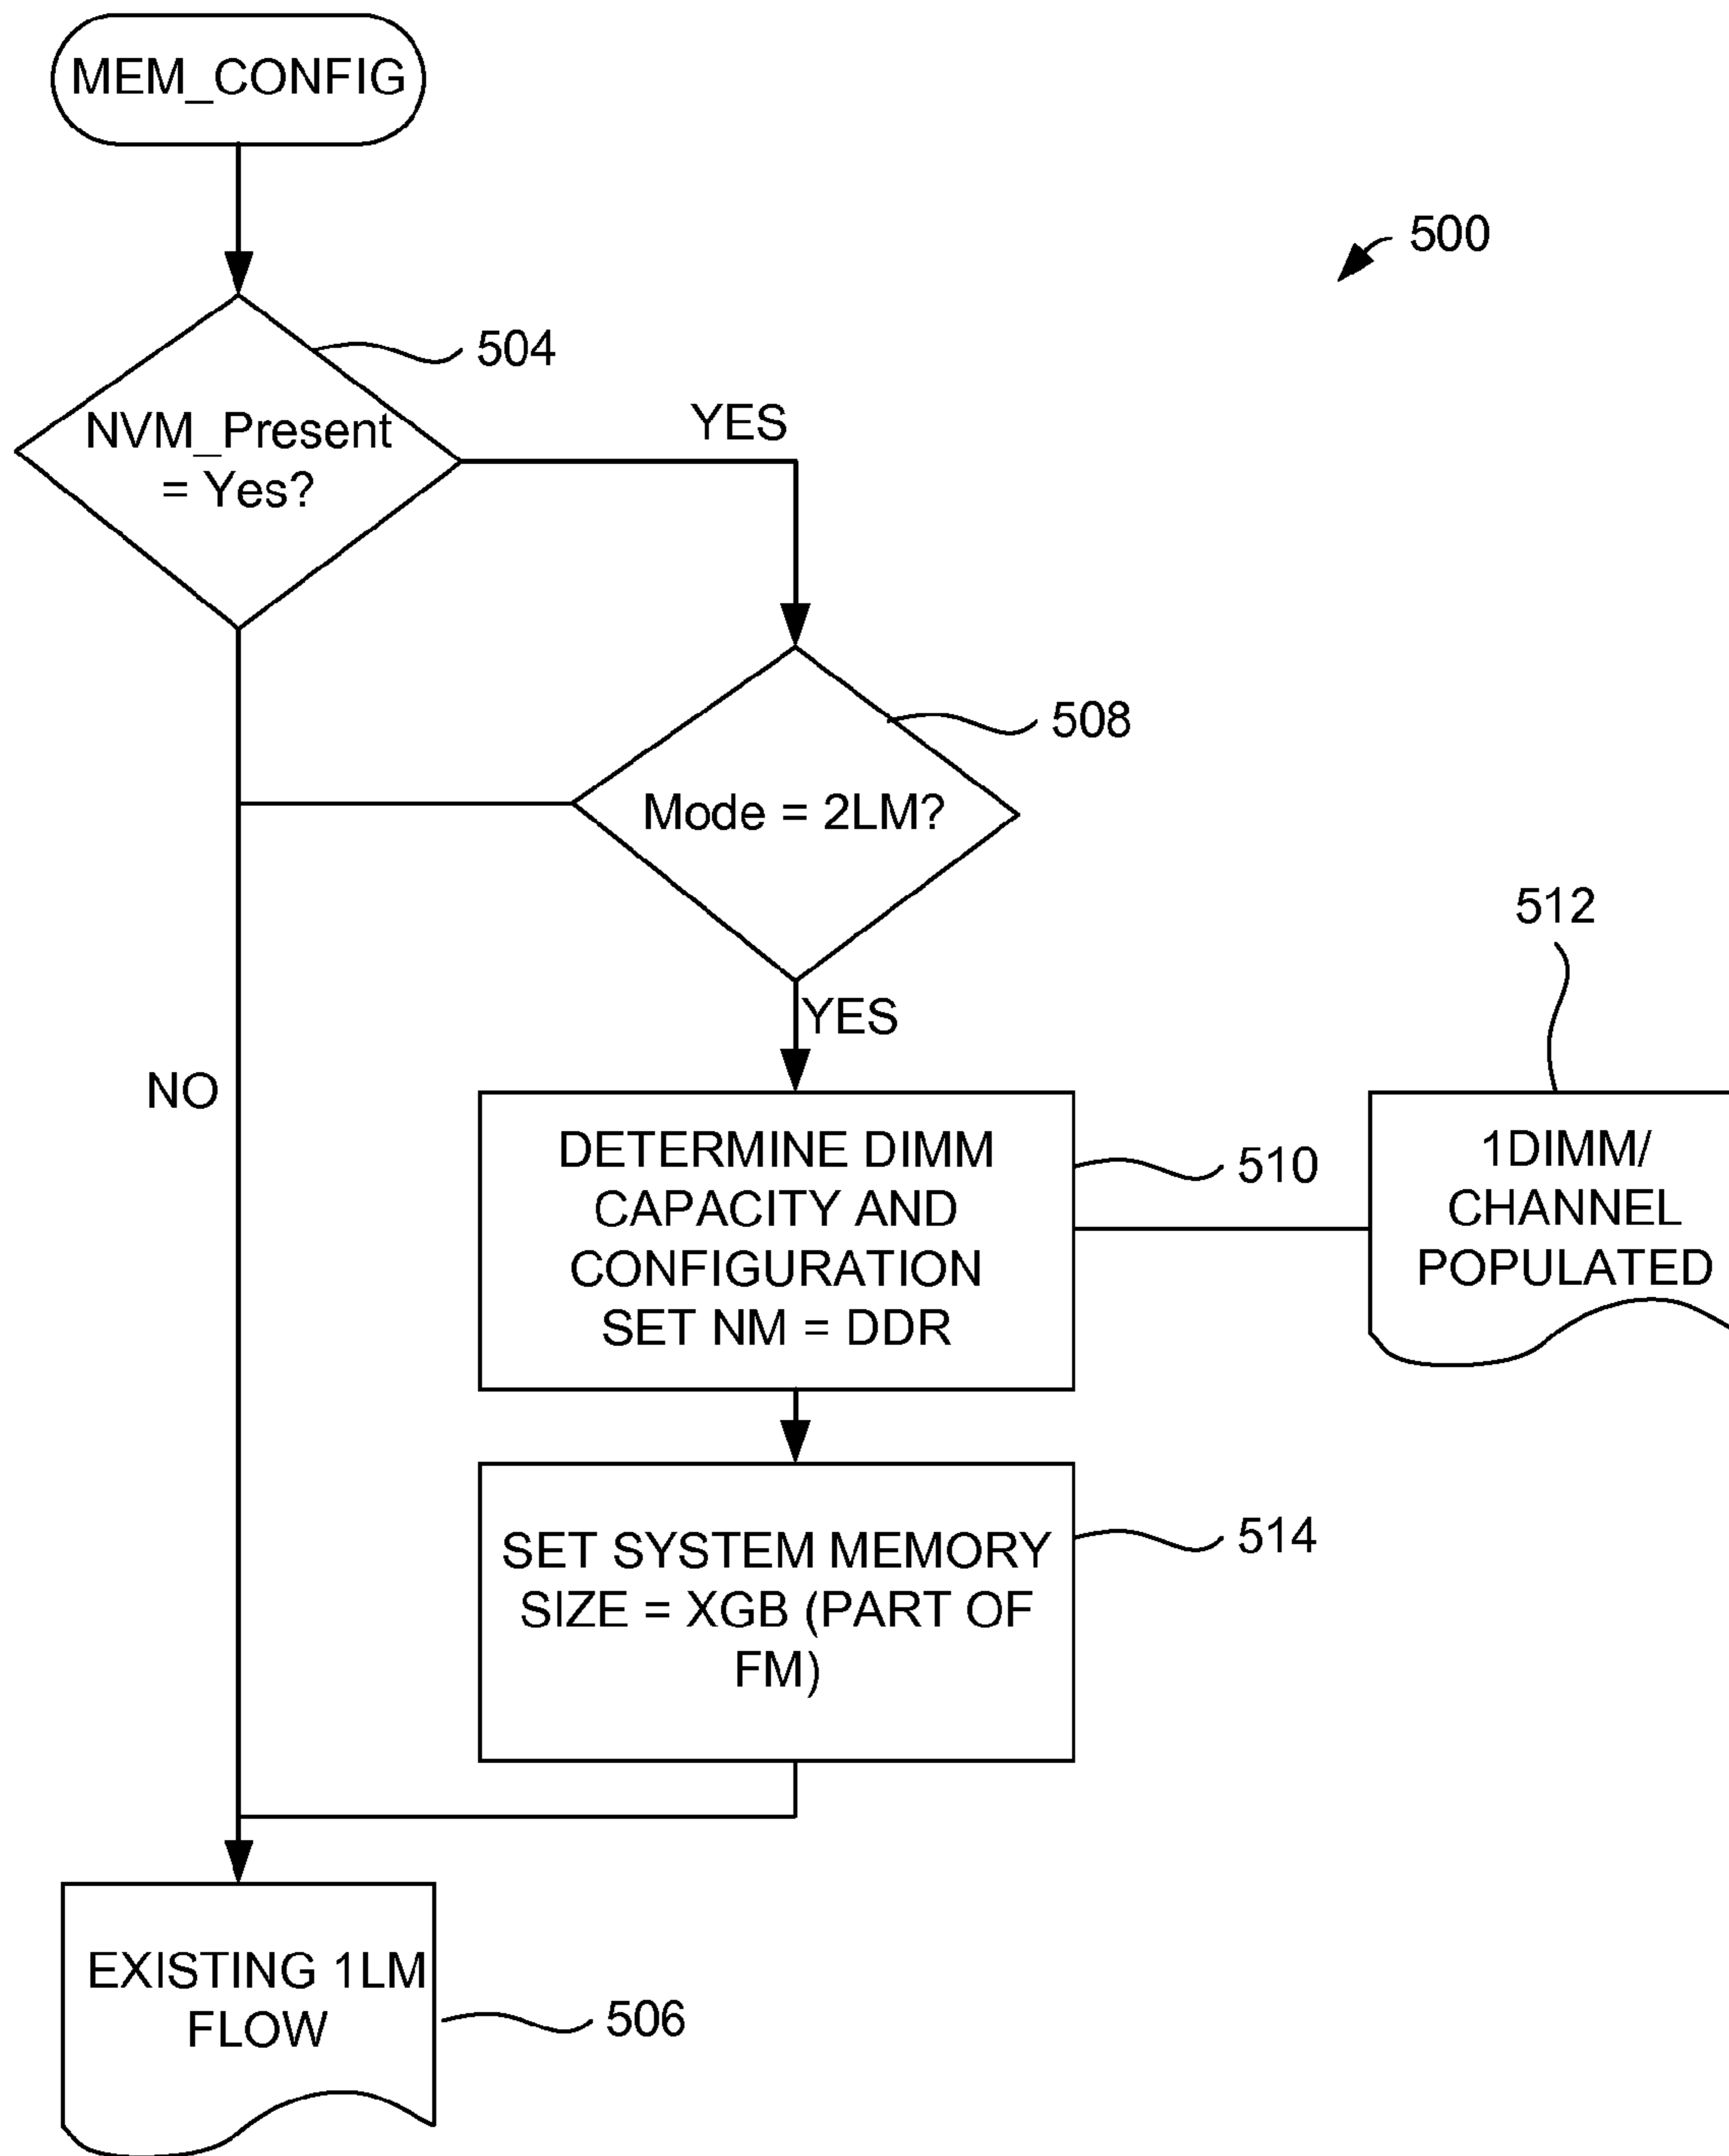 MEM_CONFIG
500
504
NVM_Present
= Yes?
YES
508
Mode = 2LM?
YES
512
NO
DETERMINE DIMM
CAPACITY AND
CONFIGURATION
SET NM = DDR
510
1DIMM/
CHANNEL
POPULATED
SET SYSTEM MEMORY
SIZE = XGB (PART OF
FM)
514
EXISTING 1LM
FLOW
506